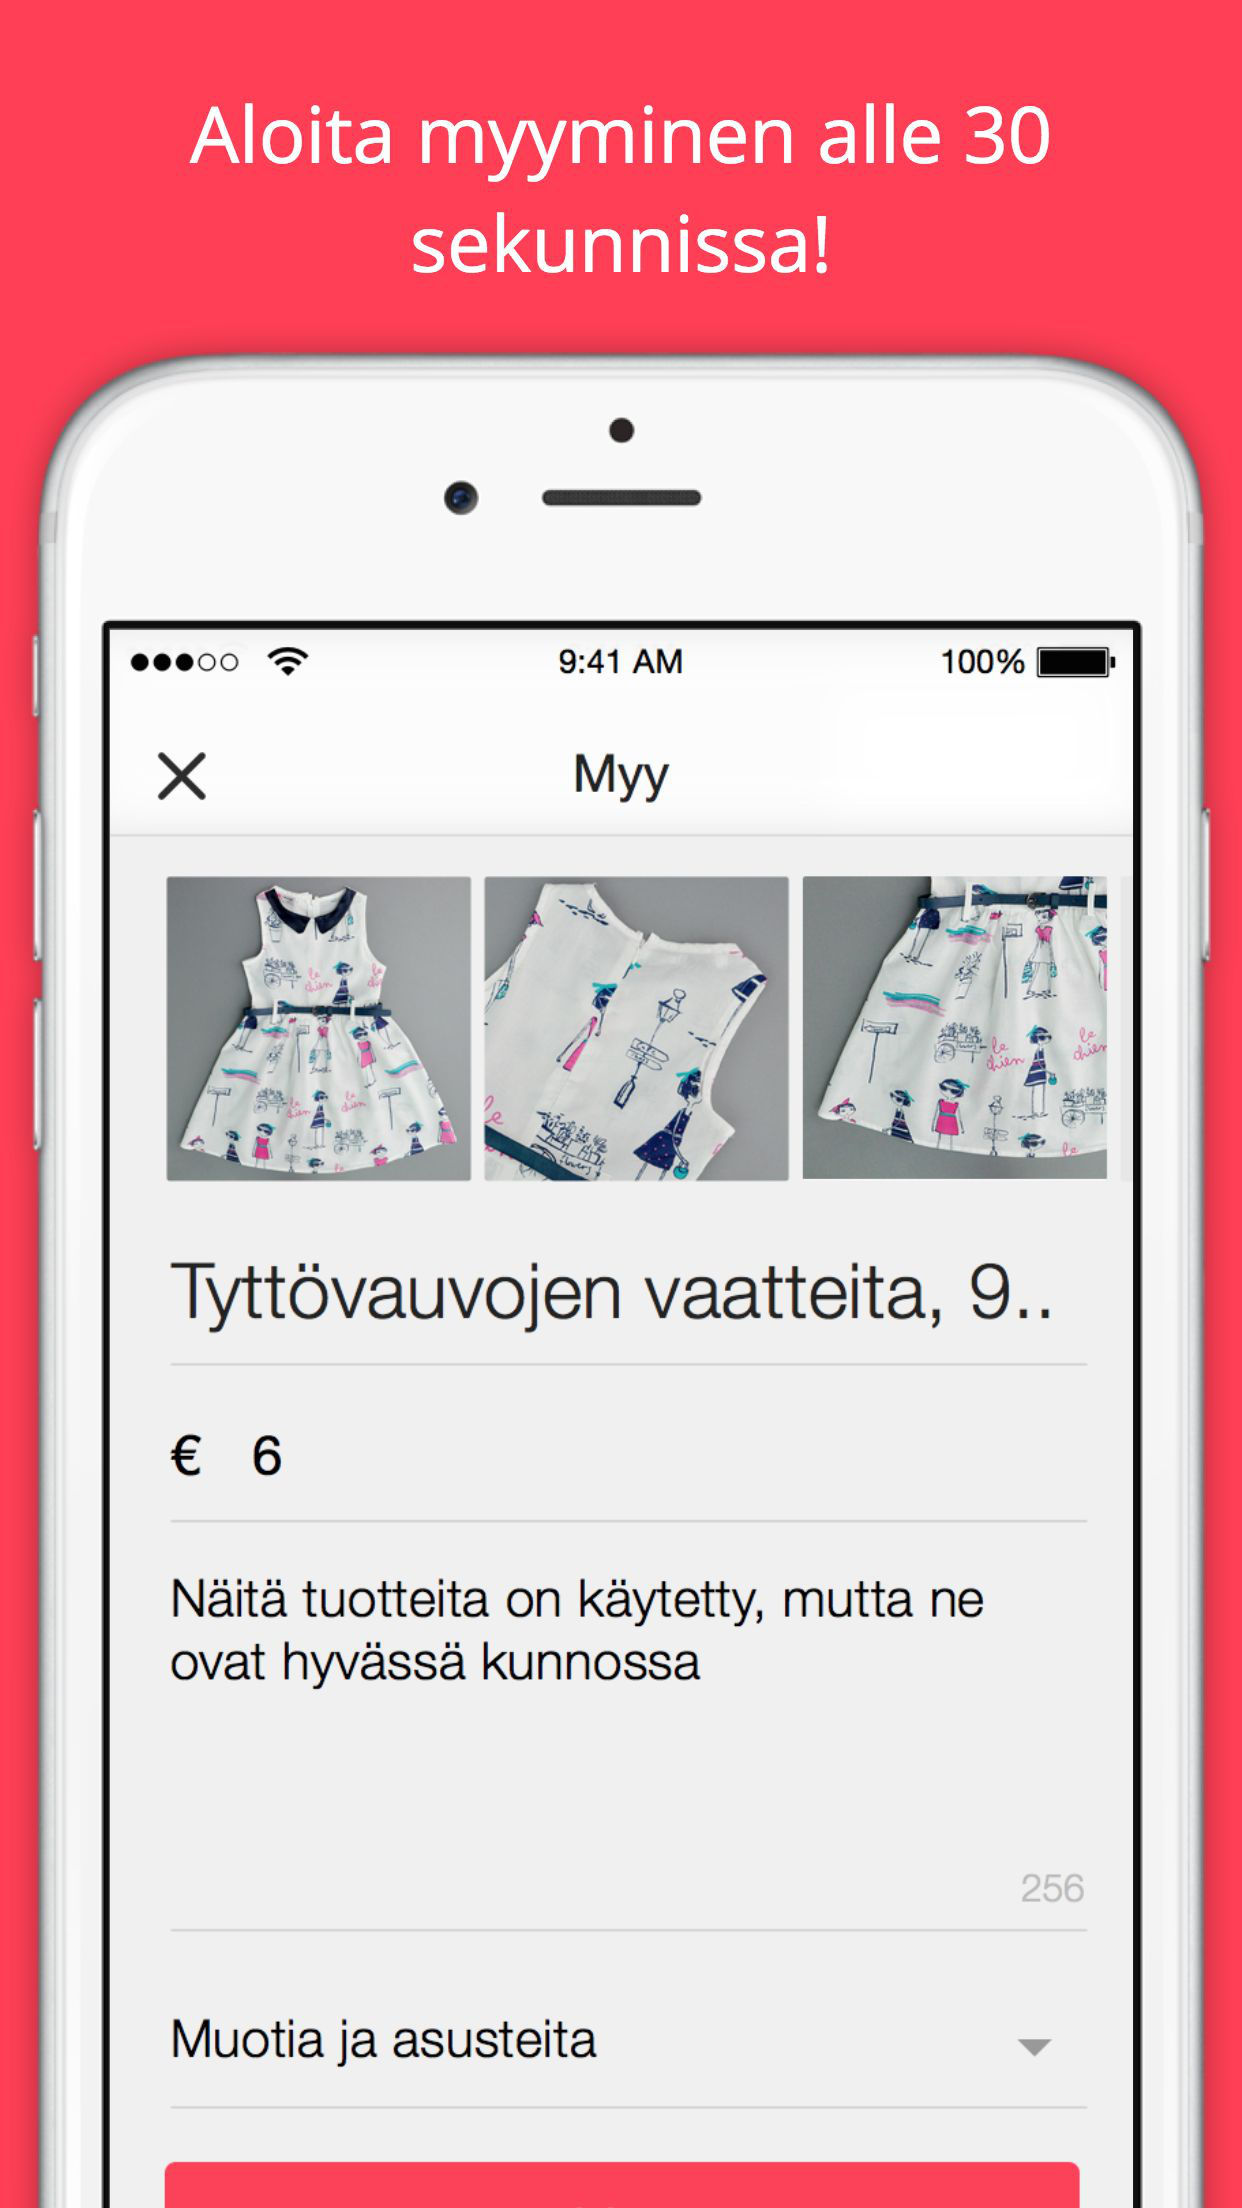 Aloita myyminen alle 30
sekunnissa!
9:41 AM
100%
Myy
Tyttövauvojen vaatteita, 9..
€ 6
Näitä tuotteita on käytetty, mutta ne
ovat hyvässä kunnossa
256
Muotia ja asusteita